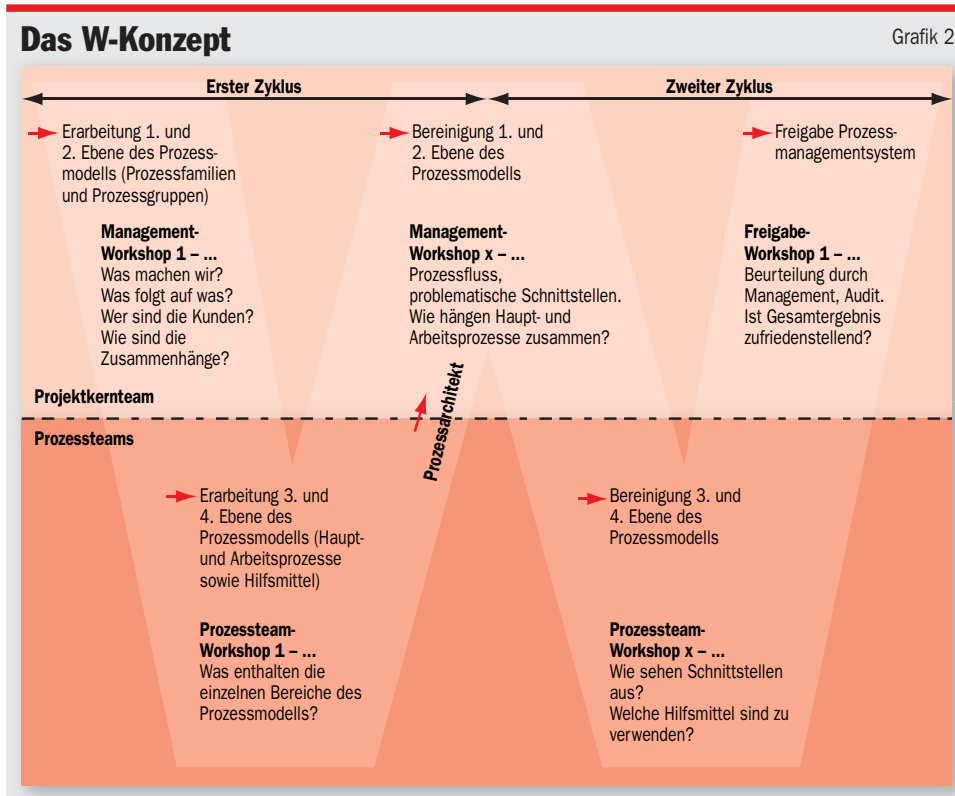 Das W-Konzept
Grafik 2
Erster Zyklus
Zweiter Zyklus
Erarbeitung 1. und
2. Ebene des Prozess-
modells (Prozessfamilien
und Prozessgruppen)
Bereinigung 1. und
2. Ebene des
Prozessmodells
Freigabe Prozess-
managementsystem
Management-
Workshop 1 – ...
Was machen wir?
Was folgt auf was?
Wer sind die Kunden?
Wie sind die
Zusammenhänge?
Management-
Workshop x – ...
Prozessfluss,
problematische Schnittstellen.
Wie hängen Haupt- und
Arbeitsprozesse zusammen?
Freigabe-
Workshop 1 – ...
Beurteilung durch
Management, Audit.
Ist Gesamtergebnis
zufriedenstellend?
Projektkernteam
Prozessarchitekt
Prozessteams
Erarbeitung 3. und
4. Ebene des
Prozessmodells (Haupt-
und Arbeitsprozesse
sowie Hilfsmittel)
Bereinigung 3. und
4. Ebene des
Prozessmodells
Prozessteam-
Workshop 1 – ...
Was enthalten die
einzelnen Bereiche des
Prozessmodells?
Prozessteam-
Workshop x – ...
Wie sehen Schnittstellen
aus?
Welche Hilfsmittel sind zu
verwenden?